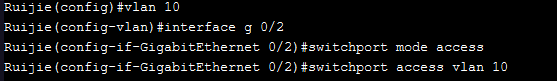 Ruijie(config)#vlan 10
Ruijie(config-vlan)#interface g 0/2
Ruijie(config-if-GigabitEthernet 0/2)#switchport mode access
Ruijie(config-if-GigabitEthernet 0/2)#switchport access vlan 10